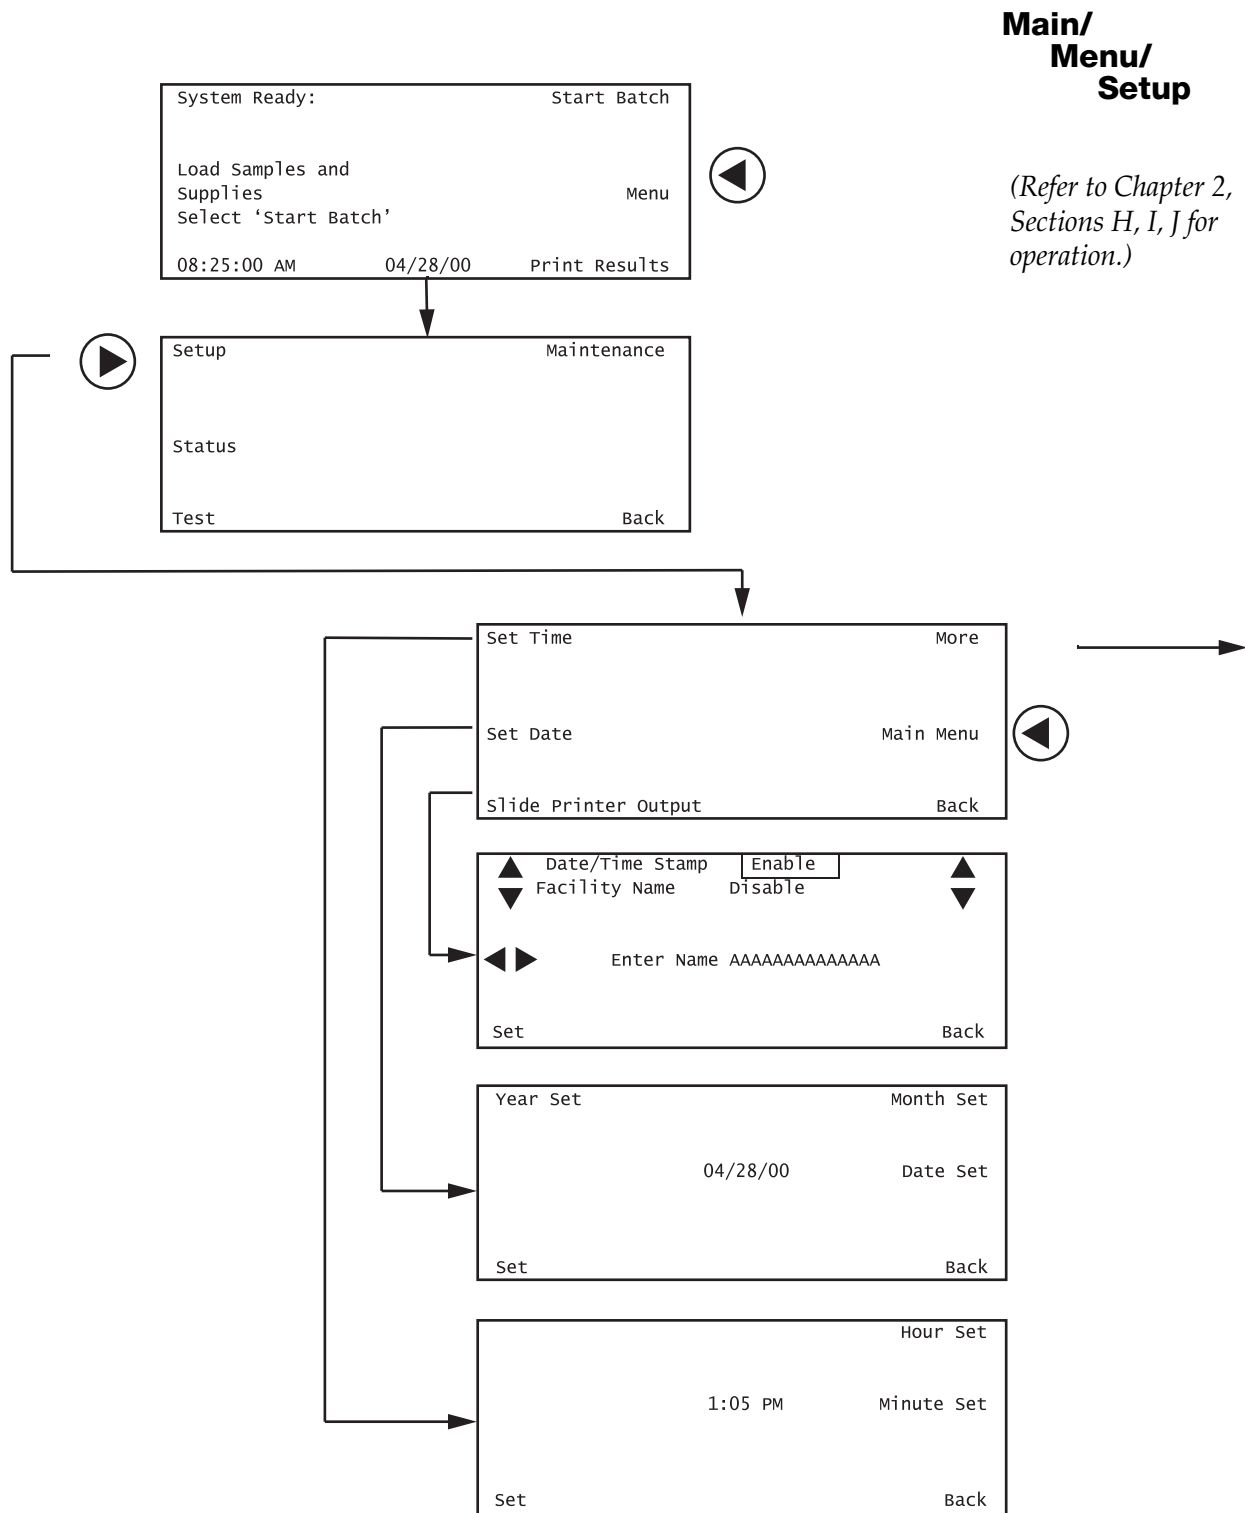 Main/
Menu/
Setup
(Refer to Chapter 2,
Sections H, I, J for
operation.)
System Ready: Start Batch
Load Samples and
Supplies Menu
Select ‘Start Batch’
08:25:00 AM 04/28/00 Print Results
Setup Maintenance
Status
Test Back
Set Time More
Set Date Main Menu
Slide Printer Output Back
Date/Time Stamp Enable
Facility Name Disable
Enter Name AAAAAAAAAAAAAA
Set Back
Year Set Month Set
04/28/00 Date Set
Set Back
Hour Set
1:05 PM Minute Set
Set Back